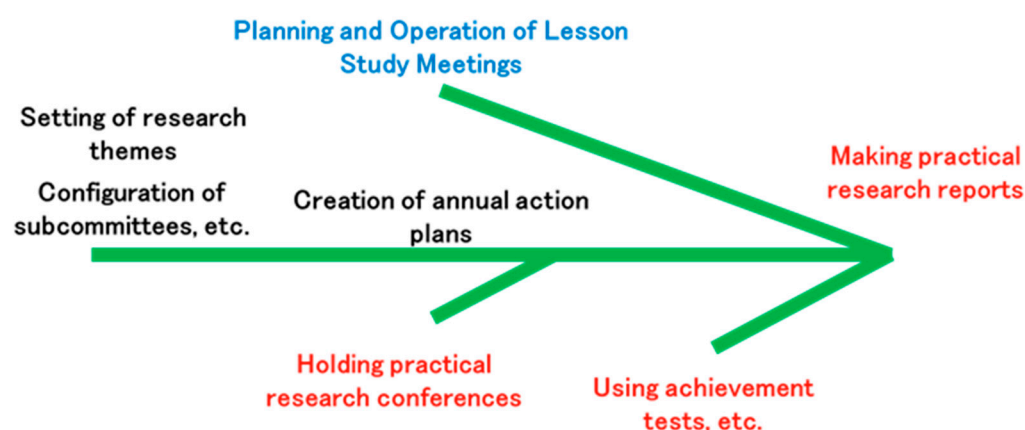 Planning and Operation of Lesson
Study Meetings
Setting of research
themes
Configuration of
subcommittees, etc.
Creation of annual action
plans
Making practical
research reports
Holding practical
research conferences
Using achievement
tests, etc.